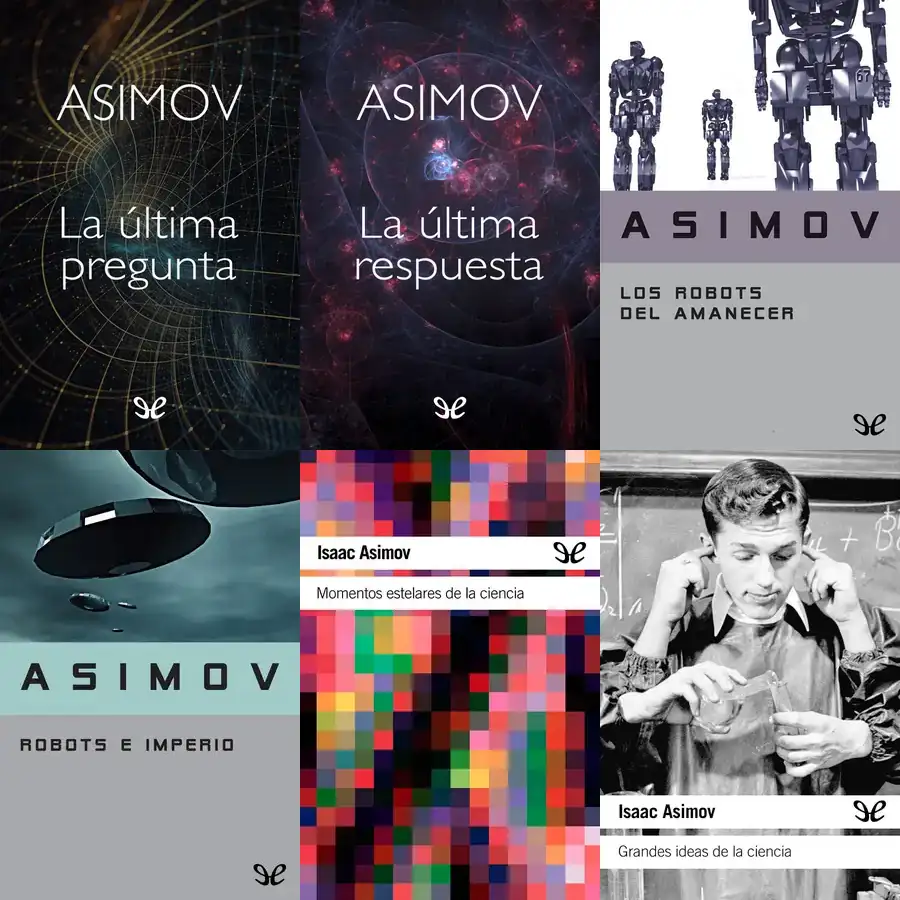 ASIMOV
La última
pregunta
ASIMOV
La última
respuesta
ASIMOV
LOS ROBOTS
DEL AMANECER
ASIMOV
ROBOTS E IMPERIO
Isaac Asimov
Momentos estelares de la ciencia
Isaac Asimov
Grandes ideas de la ciencia